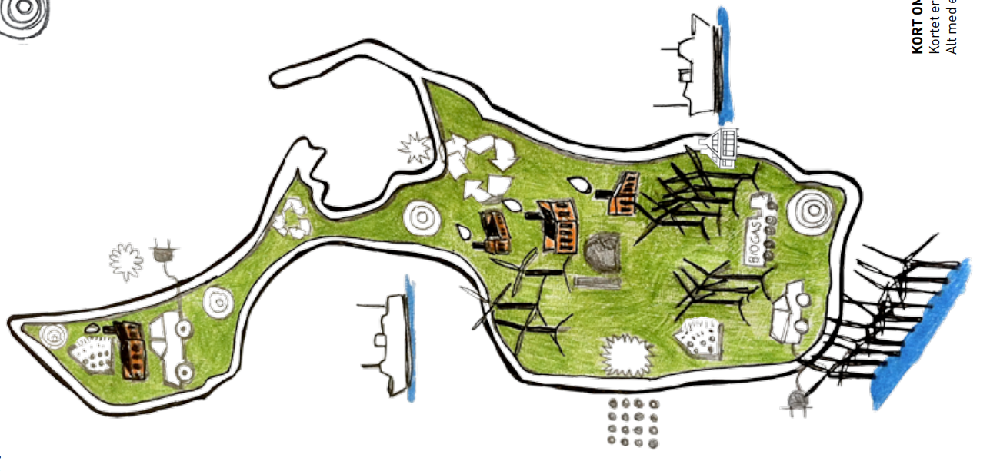 KORT ON
Kortet er
Alt med e
BIOGAS